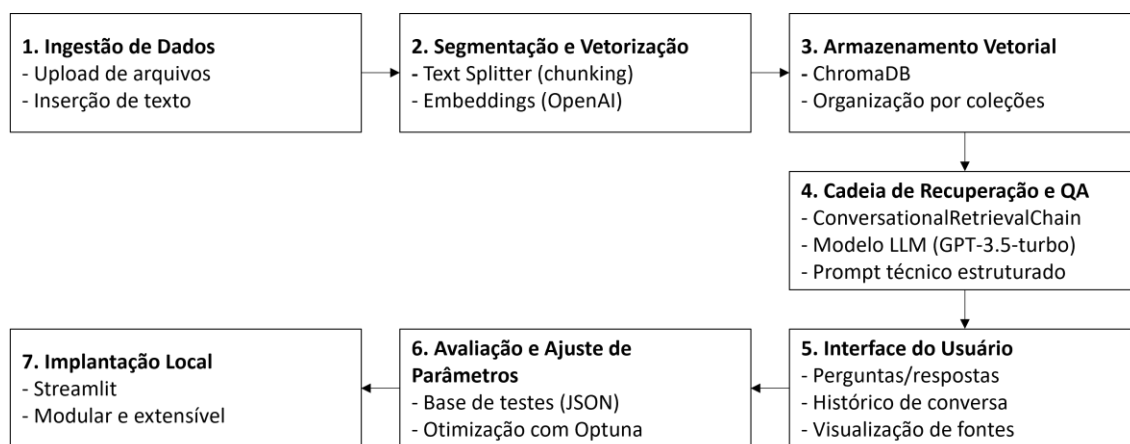 1. Ingestão de Dados
- Upload de arquivos
- Inserção de texto
2. Segmentação e Vetorização
- Text Splitter (chunking)
- Embeddings (OpenAI)
3. Armazenamento Vetorial
- ChromaDB
- Organização por coleções
4. Cadeia de Recuperação e QA
- ConversationalRetrievalChain
- Modelo LLM (GPT-3.5-turbo)
- Prompt técnico estruturado
5. Interface do Usuário
- Perguntas/respostas
- Histórico de conversa
- Visualização de fontes
6. Avaliação e Ajuste de
Parâmetros
- Base de testes (JSON)
- Otimização com Optuna
7. Implantação Local
- Streamlit
- Modular e extensível